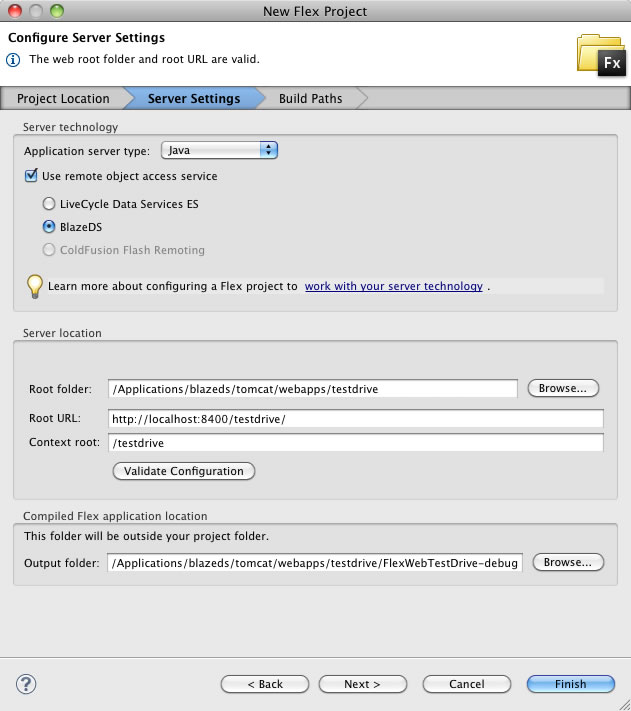 New Flex Project
Configure Server Settings
The web root folder and root URL are valid.
Fx
Project Location
Server Settings
Build Paths
Server technology
Application server type: Java
Use remote object access service
LiveCycle Data Services ES
BlazeDS
ColdFusion Flash Remoting
Learn more about configuring a Flex project to work with your server technology .
Server location
Root folder: /Applications/blazeds/tomcat/webapps/testdrive Browse...
Root URL: http://localhost:8400/testdrive/
Context root: /testdrive
Validate Configuration
Compiled Flex application location
This folder will be outside your project folder.
Output folder: /Applications/blazeds/tomcat/webapps/testdrive/FlexWebTestDrive-debug Browse...
? < Back Next > Cancel Finish